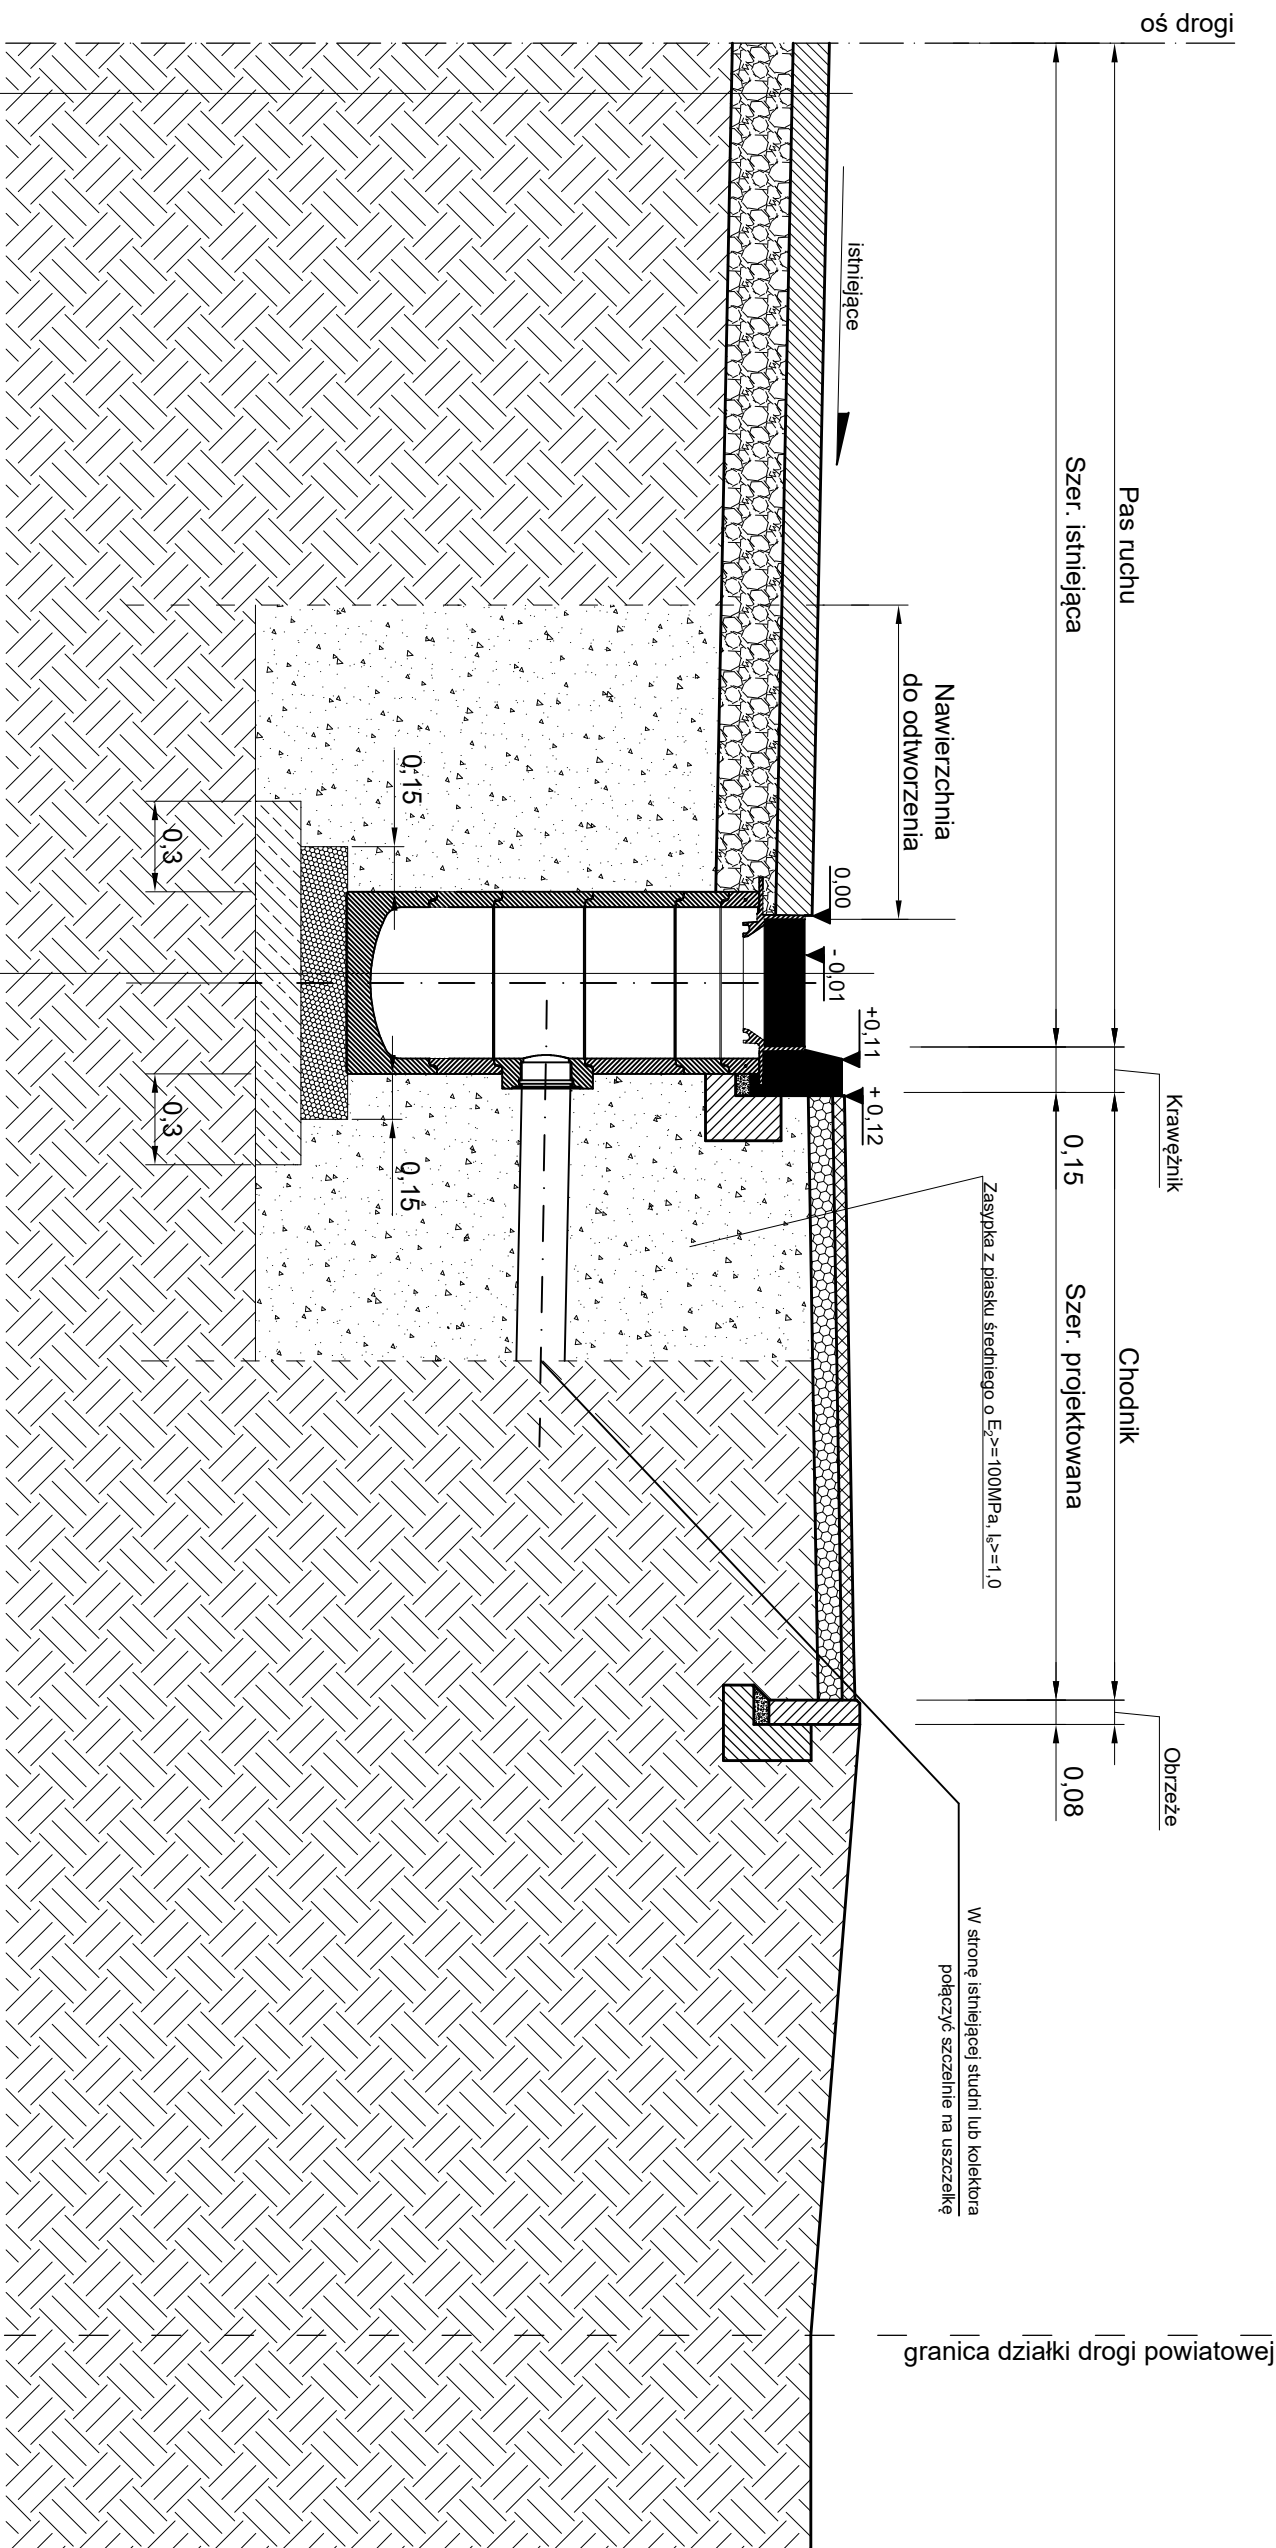 oś drogi
Pas ruchu
Szer. istniejąca
istniejące
Nawierzchnia
do odtworzenia
0,00
- 0,01
+0,11
+ 0,12
Krawężnik
0,15
Chodnik
Szer. projektowana
Zasypka z piasku średniego o E₂>=100MPa, Iₛ>=1,0
Obrzeże
0,08
W stronę istniejącej studni lub kolektora
połączyć szczelnie na uszczelkę
0,15
0,3
0,15
0,3
granica działki drogi powiatowej